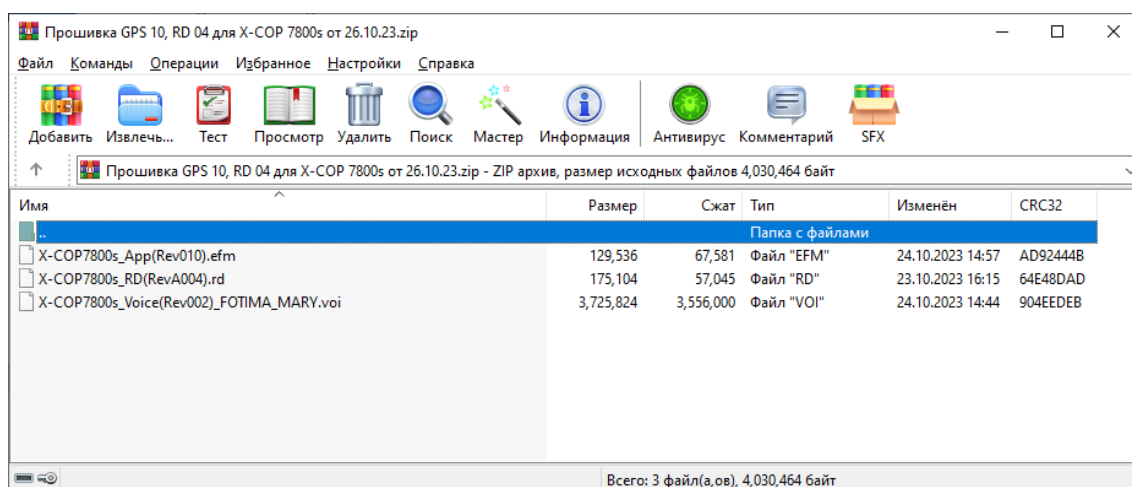 Прошивка GPS 10, RD 04 для X-COP 7800s от 26.10.23.zip
Файл Команды Операции Избранное Настройки Справка
Добавить Извлечь... Тест Просмотр Удалить Поиск Мастер Информация Антивирус Комментарий SFX
Прошивка GPS 10, RD 04 для X-COP 7800s от 26.10.23.zip - ZIP архив, размер исходных файлов 4,030,464 байт
Имя Размер Сжат Тип Изменён CRC32
.. Папка с файлами
X-COP7800s_App(Rev010).efm 129,536 67,581 Файл "EFM" 24.10.2023 14:57 AD92444B
X-COP7800s_RD(RevA004).rd 175,104 57,045 Файл "RD" 23.10.2023 16:15 64E48DAD
X-COP7800s_Voice(Rev002)_FOTIMA_MARY.voi 3,725,824 3,556,000 Файл "VOI" 24.10.2023 14:44 904EEDEB
Всего: 3 файл(а,ов), 4,030,464 байт